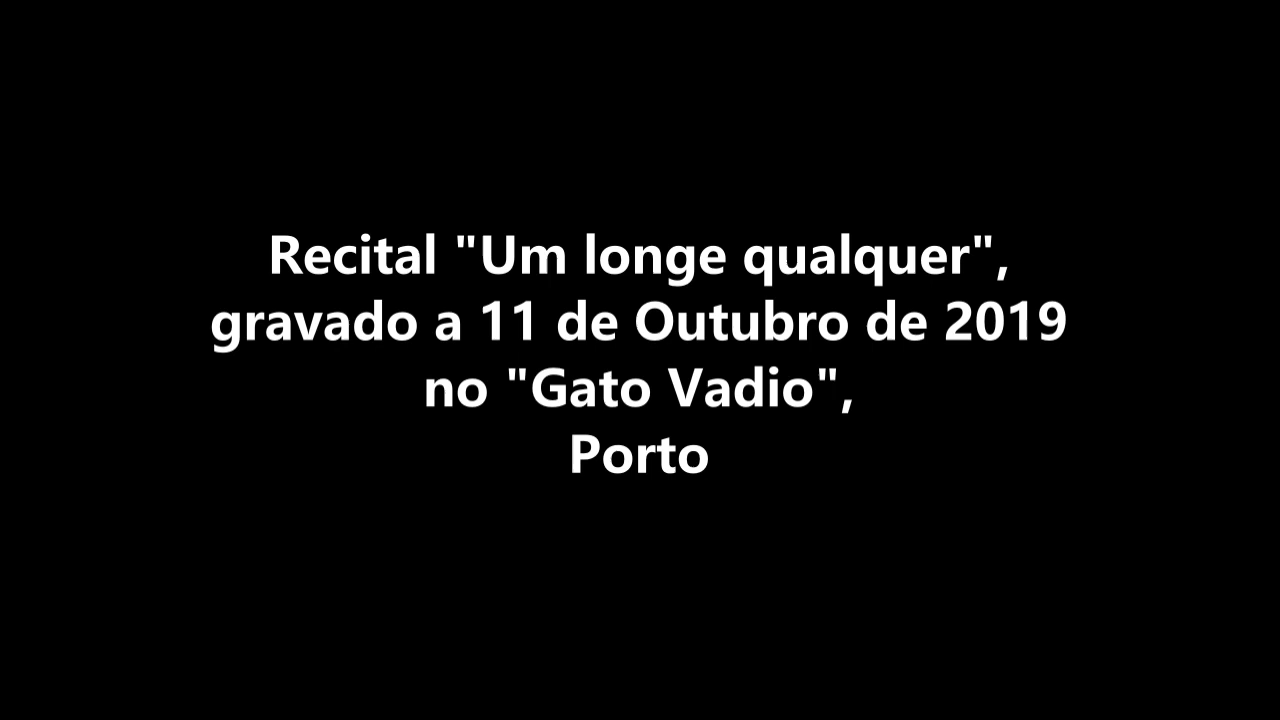 Recital "Um longe qualquer",
gravado a 11 de Outubro de 2019
no "Gato Vadio",
Porto